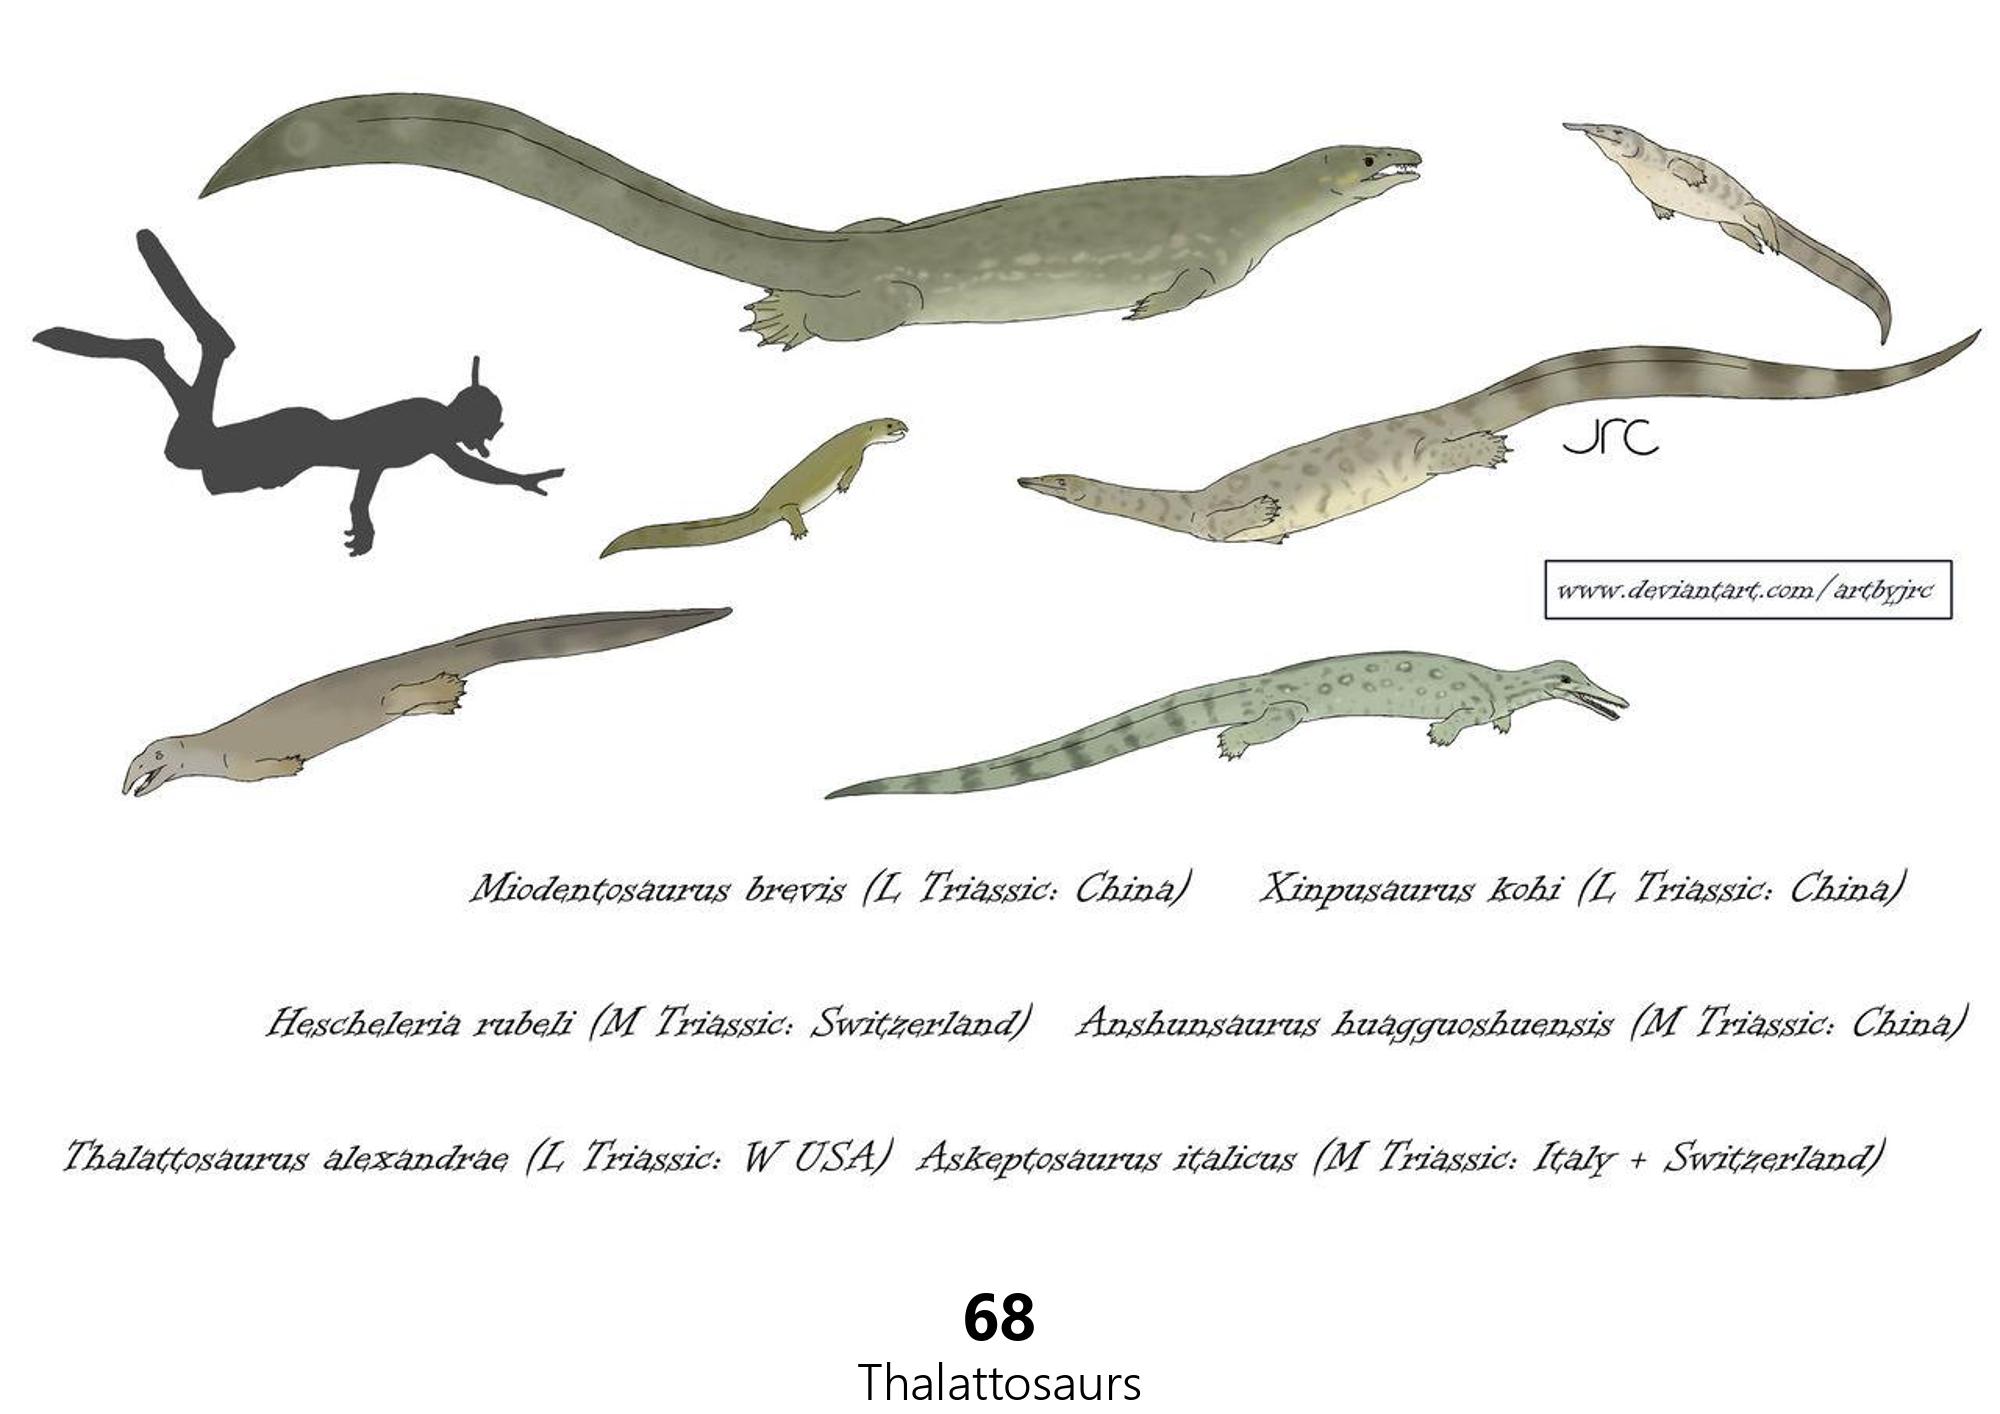 JrC
www.deviantart.com/artbyjrc
Miodentosaurus brevis (L Triassic: China) Xinpusaurus kohi (L Triassic: China)
Hescheleria rubeli (M Triassic: Switzerland) Anshunsaurus huagguoshuensis (M Triassic: China)
Thalattosaurus alexandrae (L Triassic: W USA) Askeptosaurus italicus (M Triassic: Italy + Switzerland)
68
Thalattosaurs